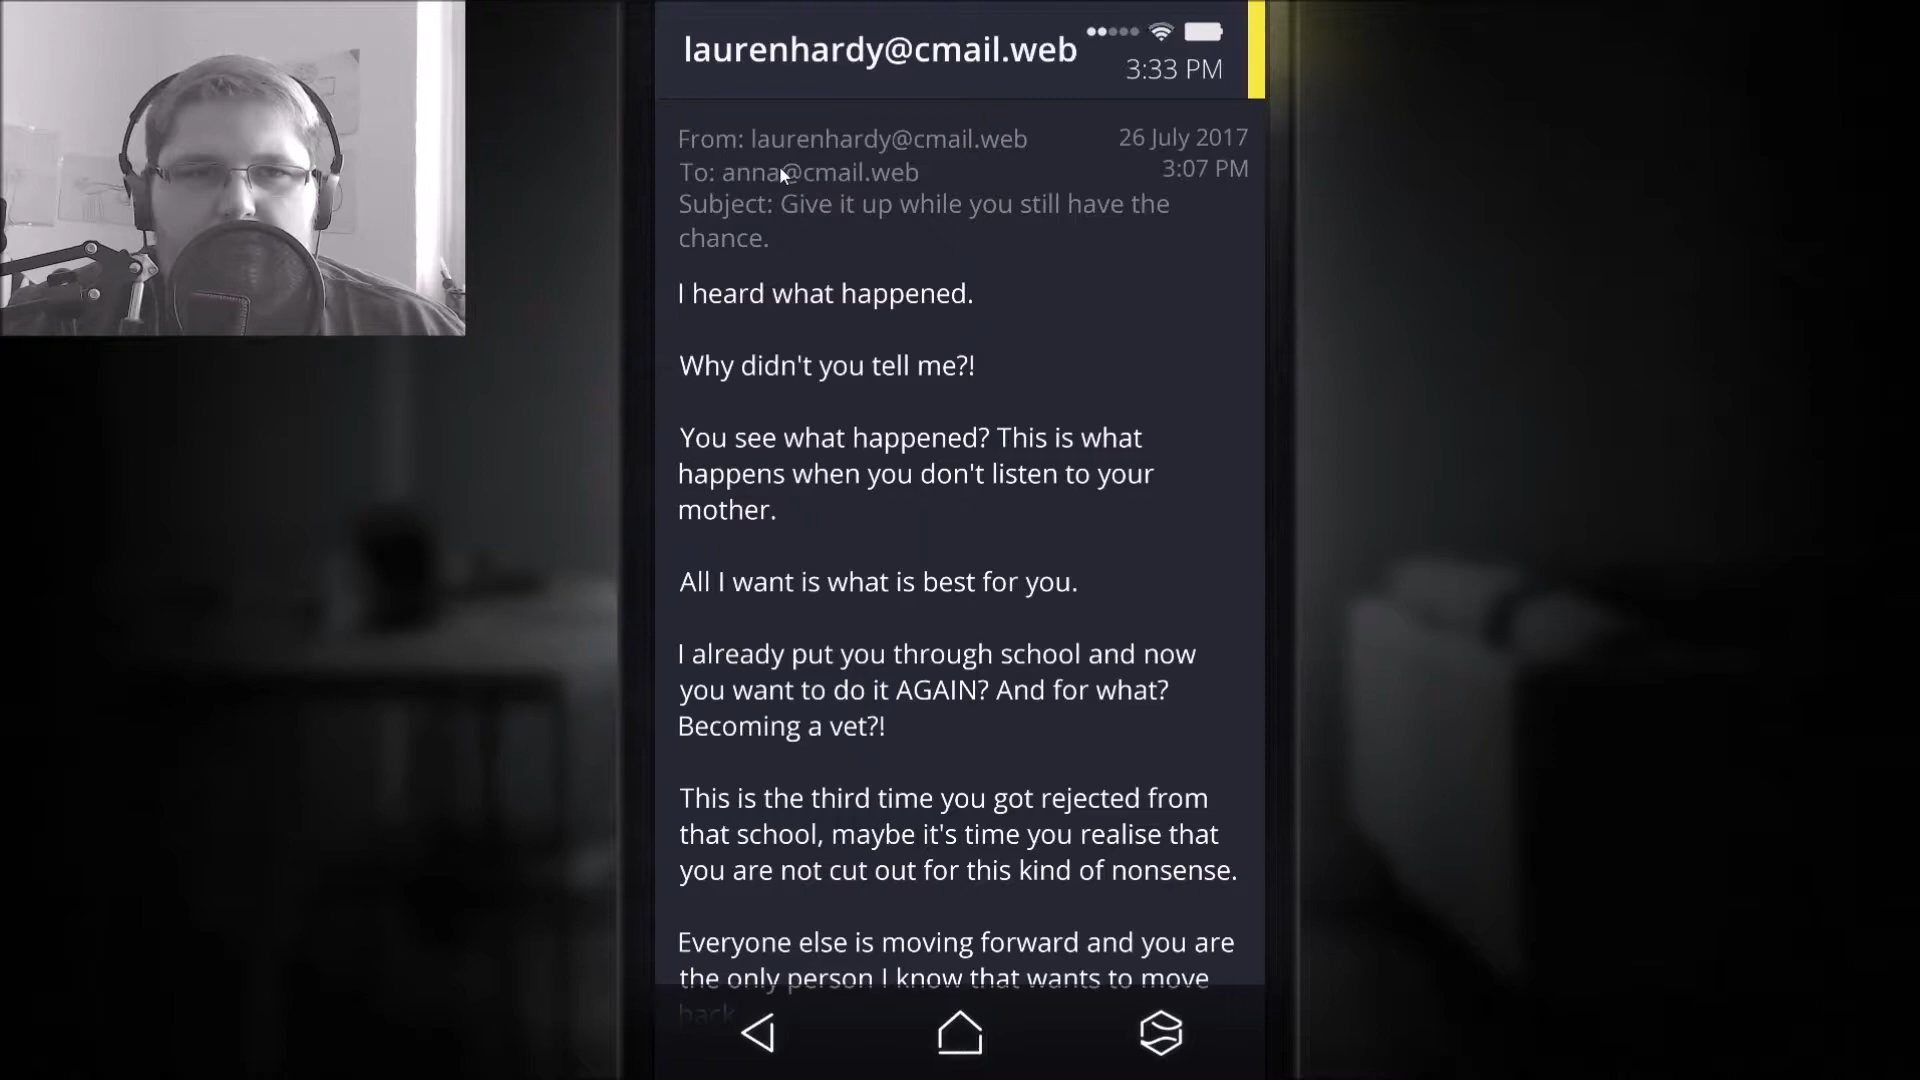 laurenhardy@cmail.web
3:33 PM
From: laurenhardy@cmail.web
26 July 2017
To: anna@cmail.web
3:07 PM
Subject: Give it up while you still have the
chance.
I heard what happened.
Why didn't you tell me?!
You see what happened? This is what
happens when you don't listen to your
mother.
All I want is what is best for you.
I already put you through school and now
you want to do it AGAIN? And for what?
Becoming a vet?!
This is the third time you got rejected from
that school, maybe it's time you realise that
you are not cut out for this kind of nonsense.
Everyone else is moving forward and you are
the only person I know that wants to move
back